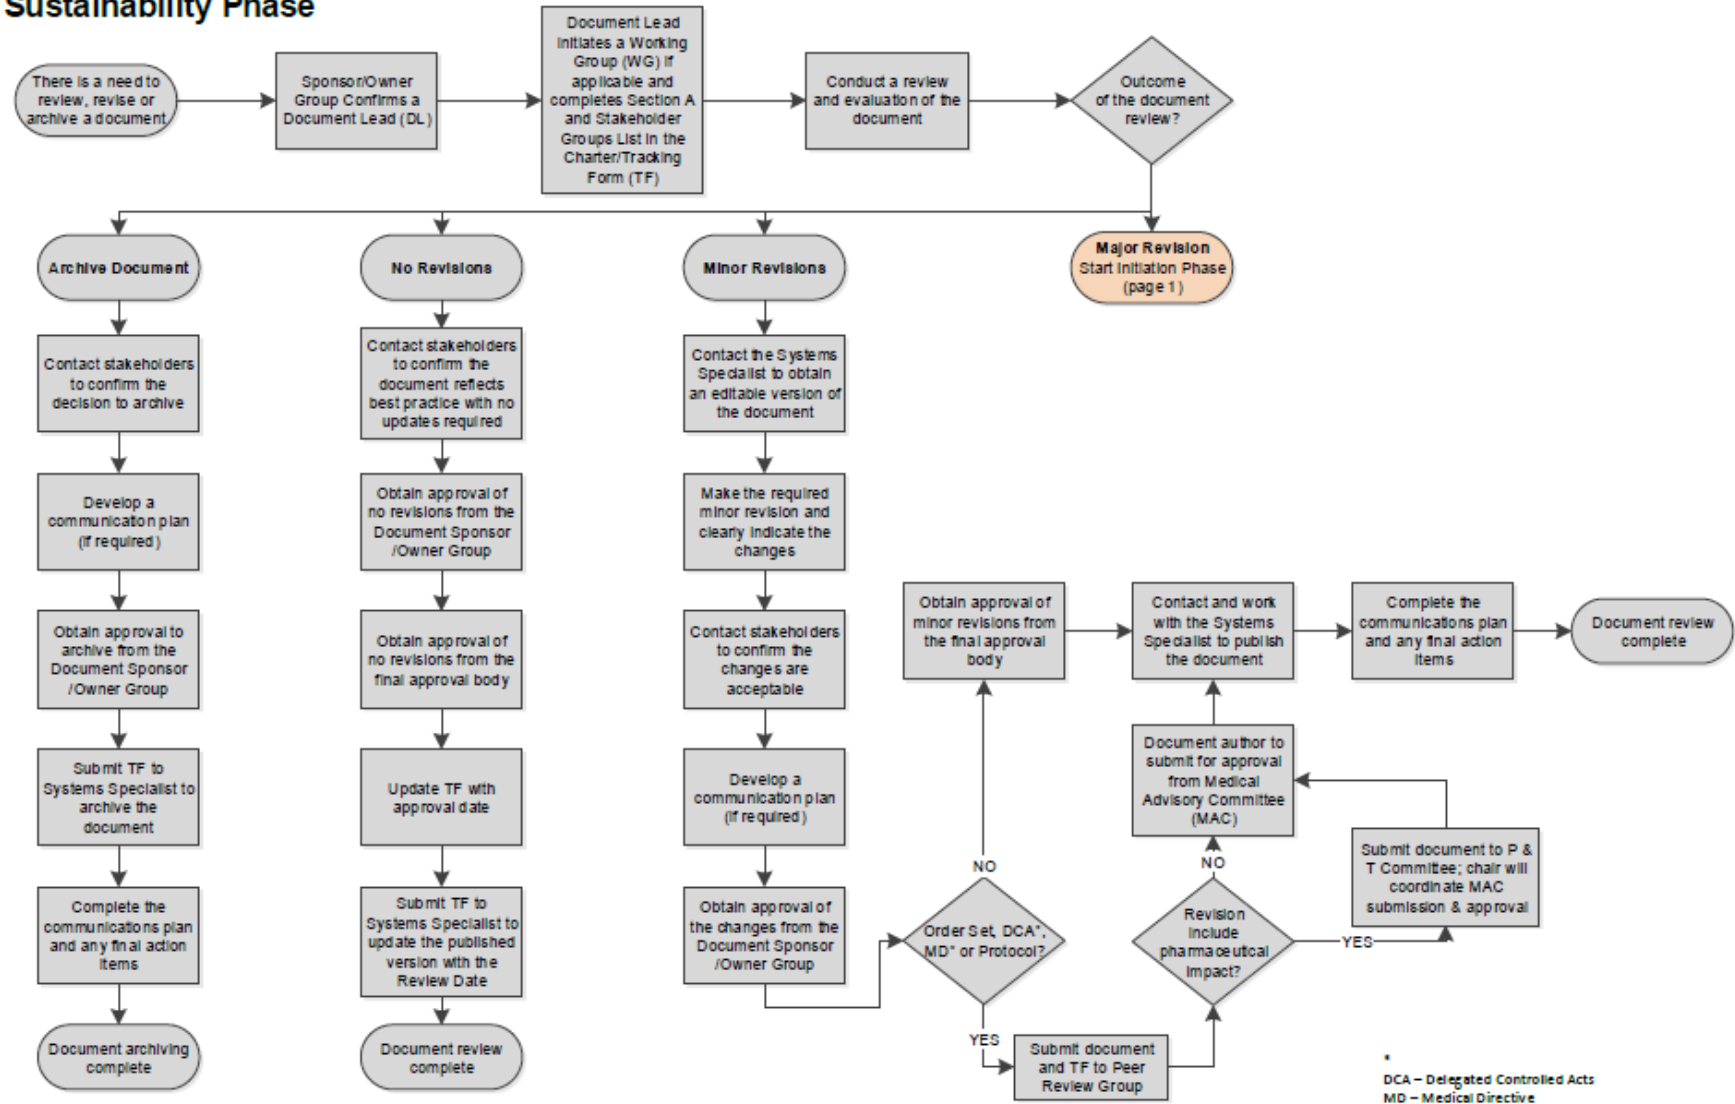 Sustainability Phase
There is a need to
review, revise or
archive a document
Sponsor/Owner
Group Confirms a
Document Lead (DL)
Document Lead
Initiates a Working
Group (WG) if
applicable and
completes Section A
and Stakeholder
Groups List in the
Charter/Tracking
Form (TF)
Conduct a review
and evaluation of the
document
Outcome
of the document
review?
Archive Document
No Revisions
Minor Revisions
Major Revision
Start Initiation Phase
(page 1)
Contact stakeholders
to confirm the
decision to archive
Develop a
communication plan
(if required)
Obtain approval to
archive from the
Document Sponsor
/Owner Group
Submit TF to
Systems Specialist to
archive the
document
Complete the
communications plan
and any final action
items
Document archiving
complete
Contact stakeholders
to confirm the
document reflects
best practice with no
updates required
Obtain approval of
no revisions from the
Document Sponsor
/Owner Group
Obtain approval of
no revisions from the
final approval body
Update TF with
approval date
Submit TF to
Systems Specialist to
update the published
version with the
Review Date
Document review
complete
Contact the Systems
Specialist to obtain
an editable version of
the document
Make the required
minor revision and
clearly indicate the
changes
Contact stakeholders
to confirm the
changes are
acceptable
Develop a
communication plan
(if required)
Obtain approval of
the changes from the
Document Sponsor
/Owner Group
Order Set, DCA*,
MD* or Protocol?
NO
Obtain approval of
minor revisions from
the final approval
body
YES
Submit document
and TF to Peer
Review Group
Revision
include
pharmaceutical
impact?
NO
YES
Submit document to P &
T Committee; chair will
coordinate MAC
submission & approval
Document author to
submit for approval
from Medical
Advisory Committee
(MAC)
Contact and work
with the Systems
Specialist to publish
the document
Complete the
communications plan
and any final action
items
Document review
complete
*
DCA – Delegated Controlled Acts
MD – Medical Directive